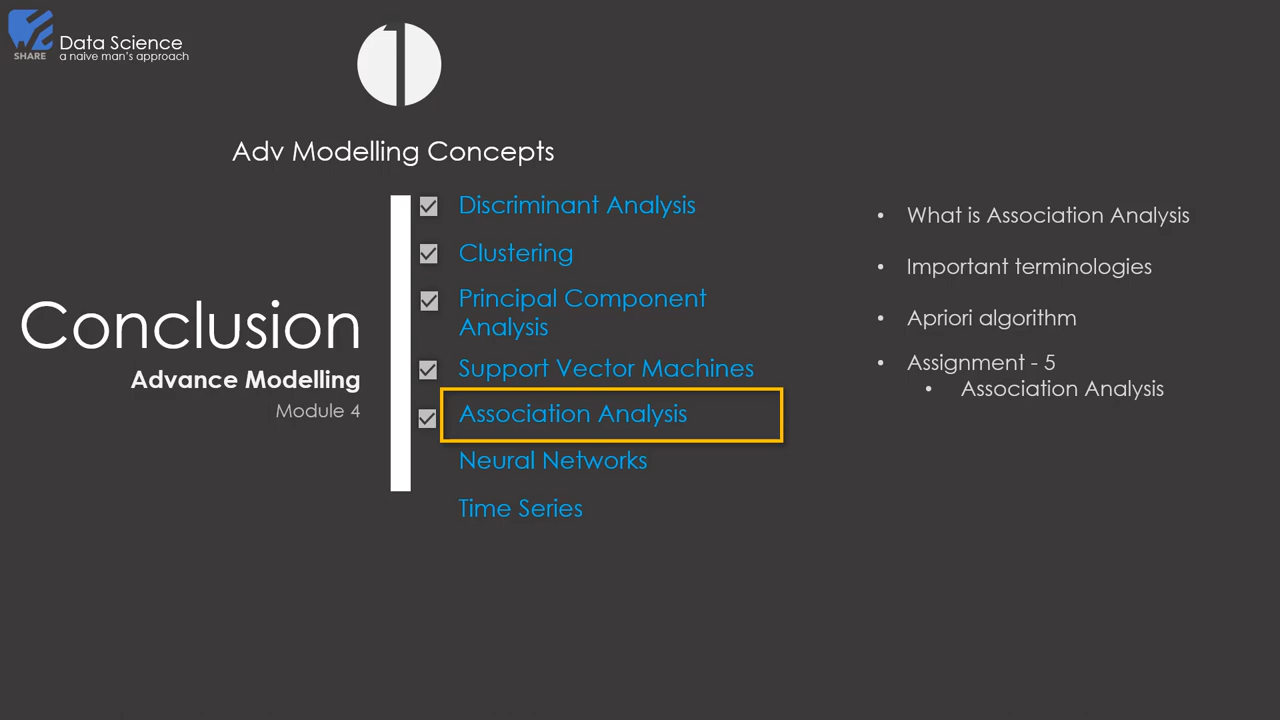 SHARE
Data Science
a naïve man's approach
1
Adv Modelling Concepts
Conclusion
Advance Modelling
Module 4
Discriminant Analysis
Clustering
Principal Component
Analysis
Support Vector Machines
Association Analysis
Neural Networks
Time Series
• What is Association Analysis
• Important terminologies
• Apriori algorithm
• Assignment - 5
• Association Analysis